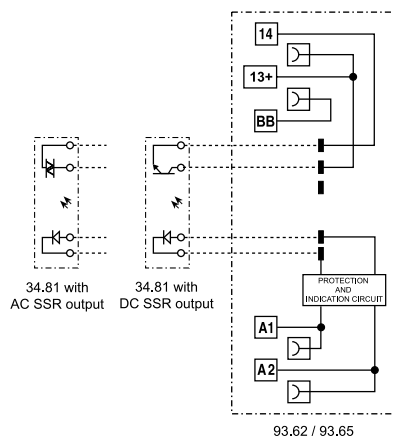 14
13+
BB
34.81 with
AC SSR output
34.81 with
DC SSR output
PROTECTION
AND
INDICATION CIRCUIT
A1
A2
93.62 / 93.65